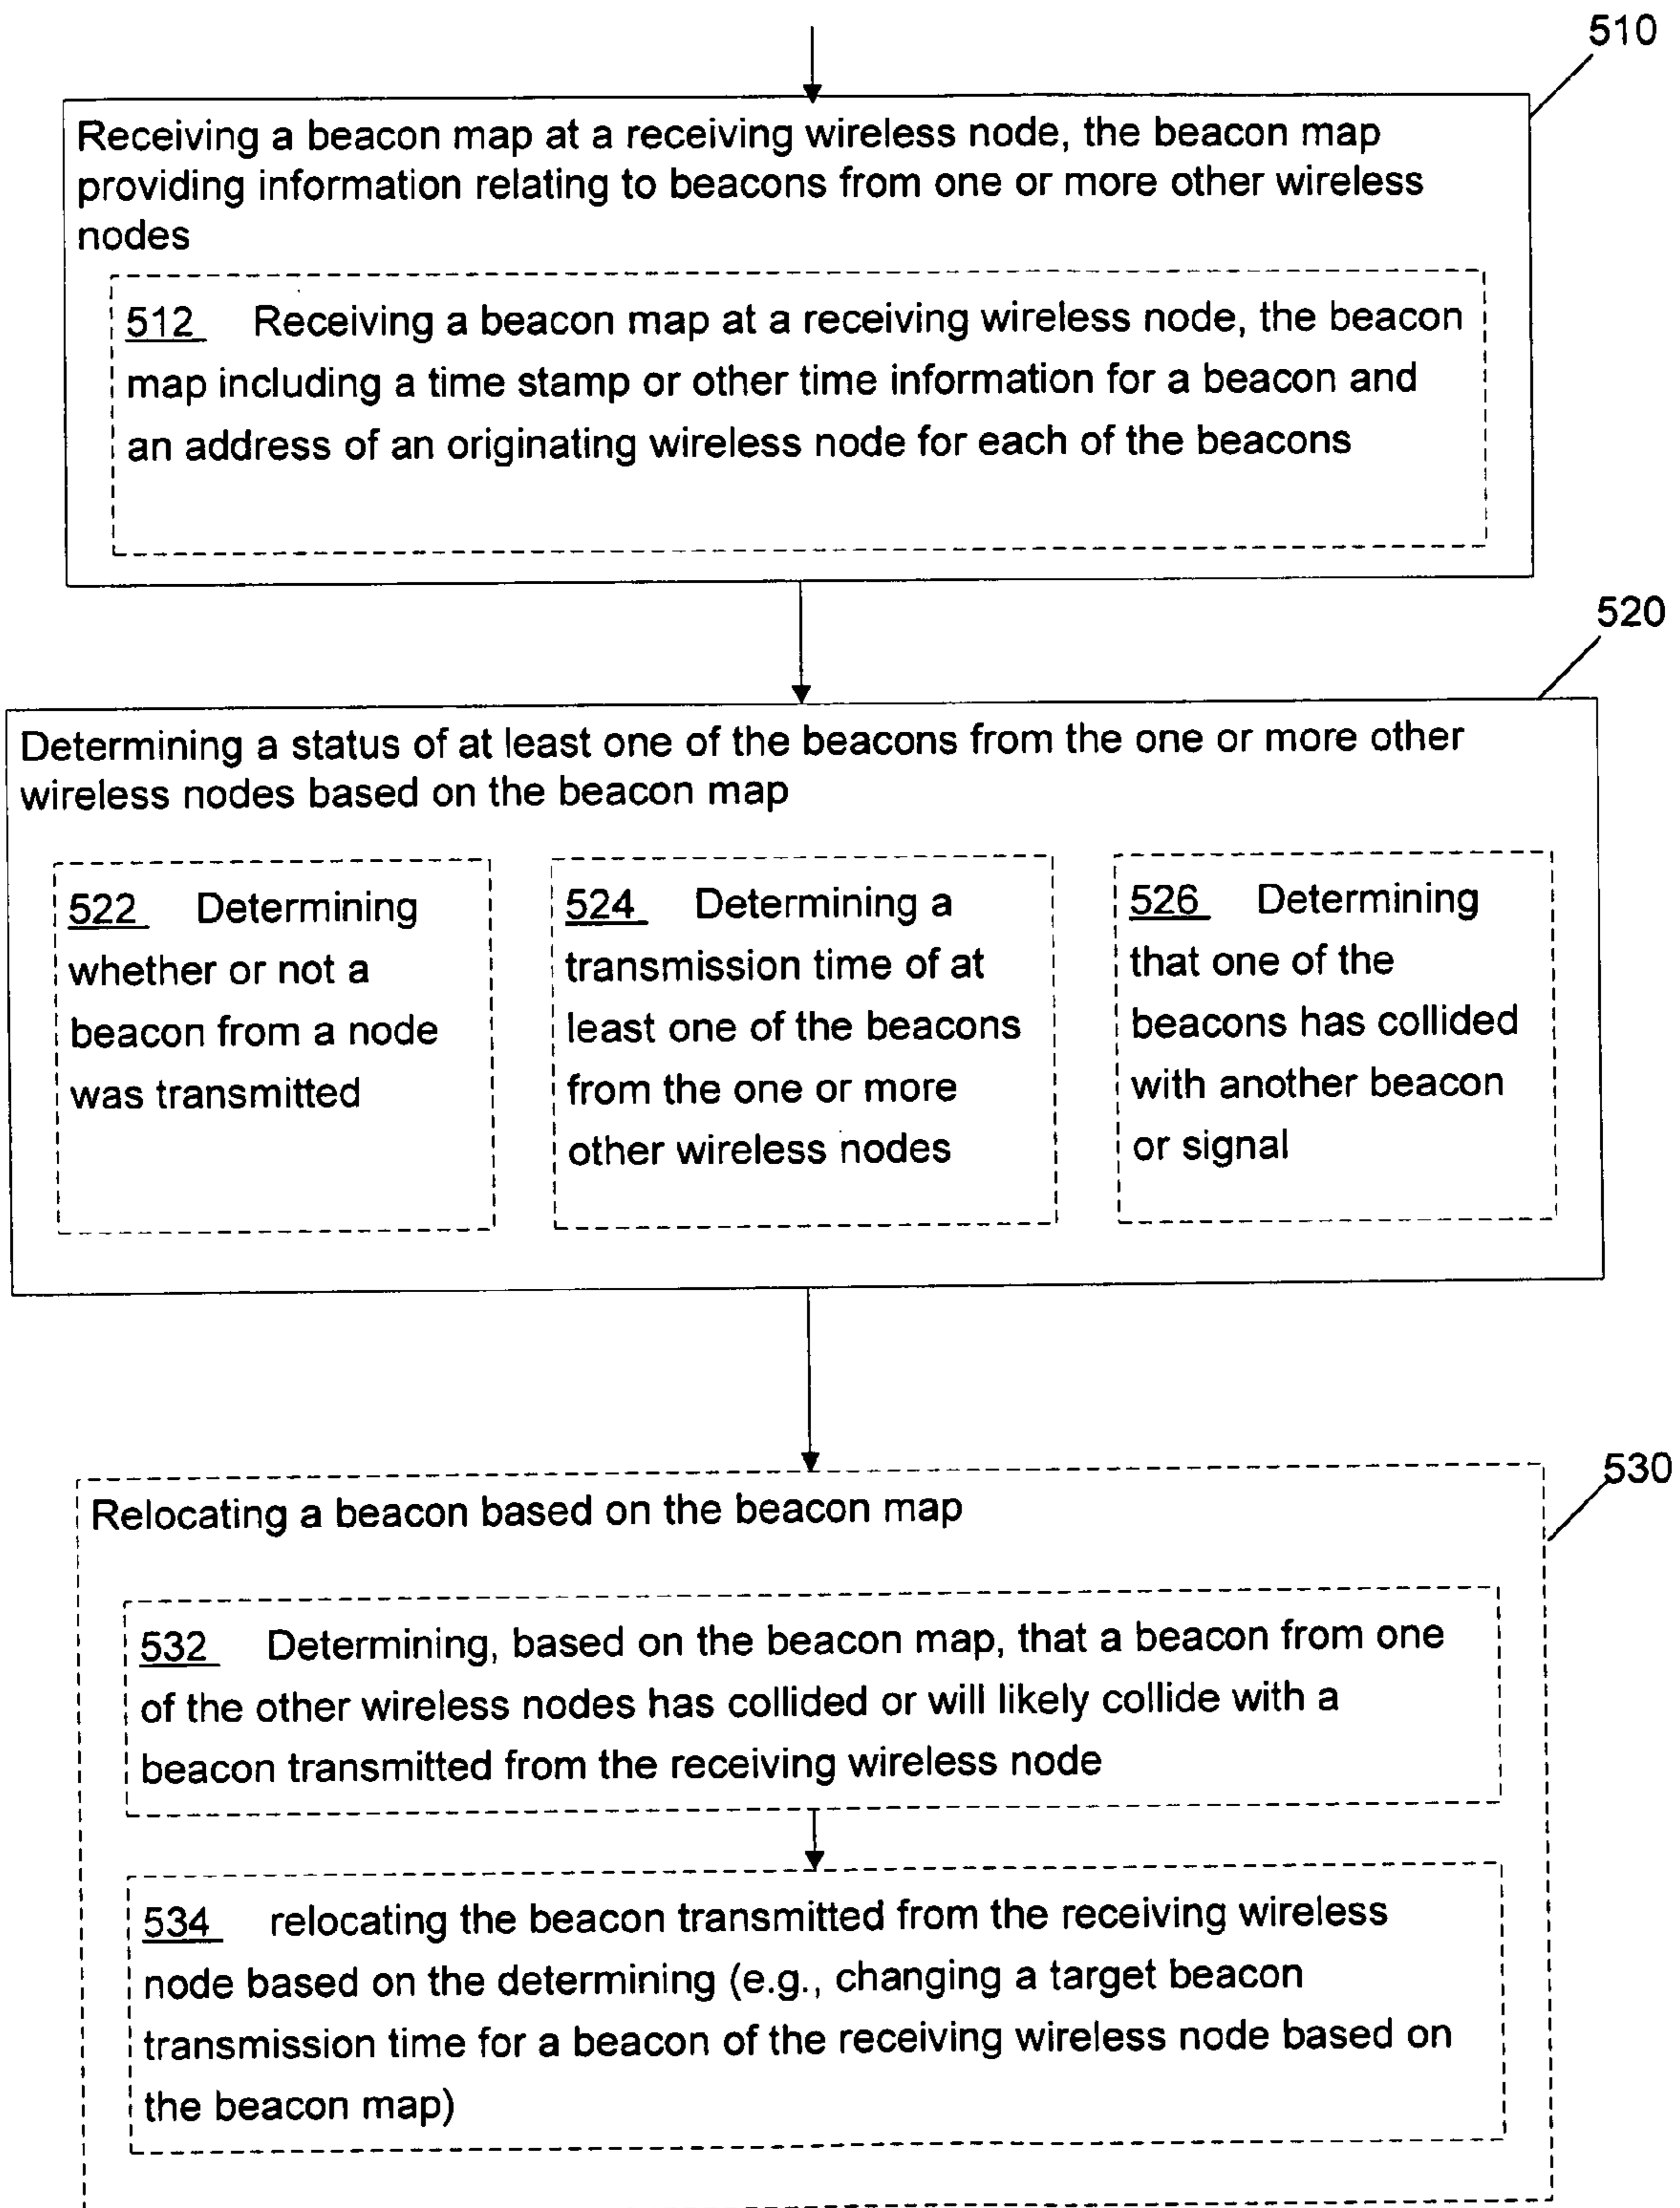 510
Receiving a beacon map at a receiving wireless node, the beacon map
providing information relating to beacons from one or more other wireless
nodes
512 Receiving a beacon map at a receiving wireless node, the beacon
map including a time stamp or other time information for a beacon and
an address of an originating wireless node for each of the beacons
520
Determining a status of at least one of the beacons from the one or more other
wireless nodes based on the beacon map
522 Determining
whether or not a
beacon from a node
was transmitted
524 Determining a
transmission time of at
least one of the beacons
from the one or more
other wireless nodes
526 Determining
that one of the
beacons has collided
with another beacon
or signal
530
Relocating a beacon based on the beacon map
532 Determining, based on the beacon map, that a beacon from one
of the other wireless nodes has collided or will likely collide with a
beacon transmitted from the receiving wireless node
534 relocating the beacon transmitted from the receiving wireless
node based on the determining (e.g., changing a target beacon
transmission time for a beacon of the receiving wireless node based on
the beacon map)